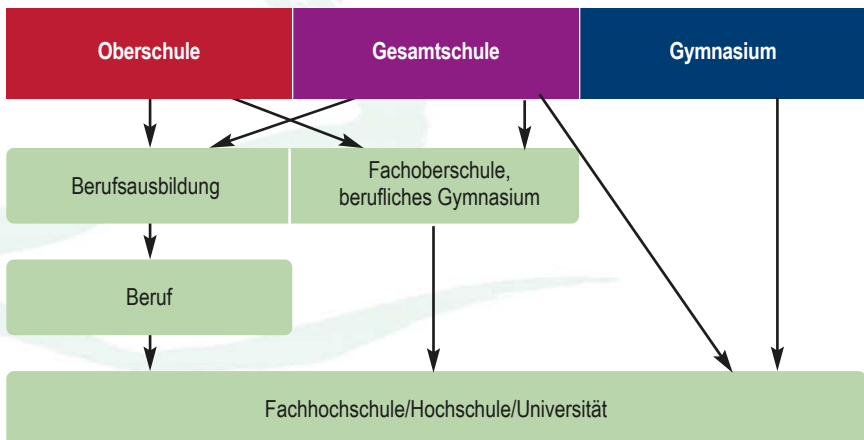 Oberschule
Gesamtschule
Gymnasium
Berufsausbildung
Fachoberschule,
berufliches Gymnasium
Beruf
Fachhochschule/Hochschule/Universität